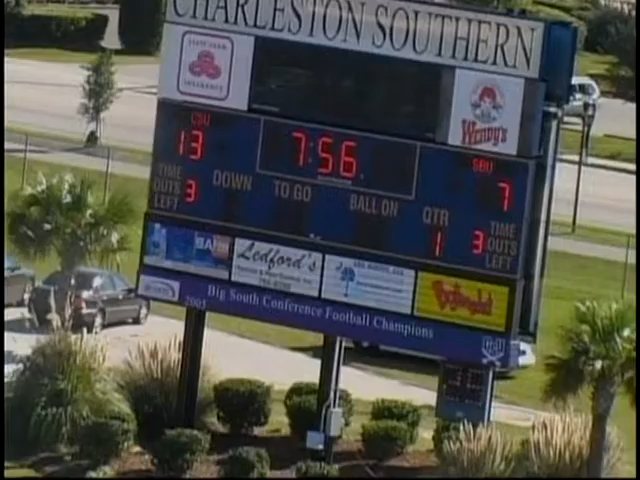 CHARLESTON SOUTHERN
STATE FARM
INSURANCE
Wendy's
CSU
13
7:56
SBU
7
TIME
OUTS 3
LEFT
DOWN
TO GO
BALL ON
QTR
1
TIME
3 OUTS
LEFT
Ledford's
Bojangles'
Big South Conference Football Champions
2005
CSU